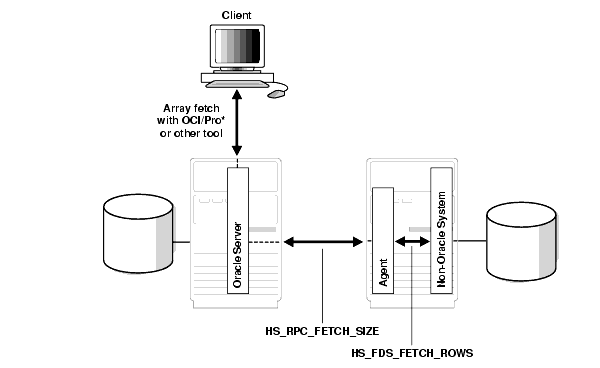 Client
Array fetch
with OCI/Pro*
or other tool
Oracle Server
Agent
Non-Oracle System
HS_RPC_FETCH_SIZE
HS_FDS_FETCH_ROWS